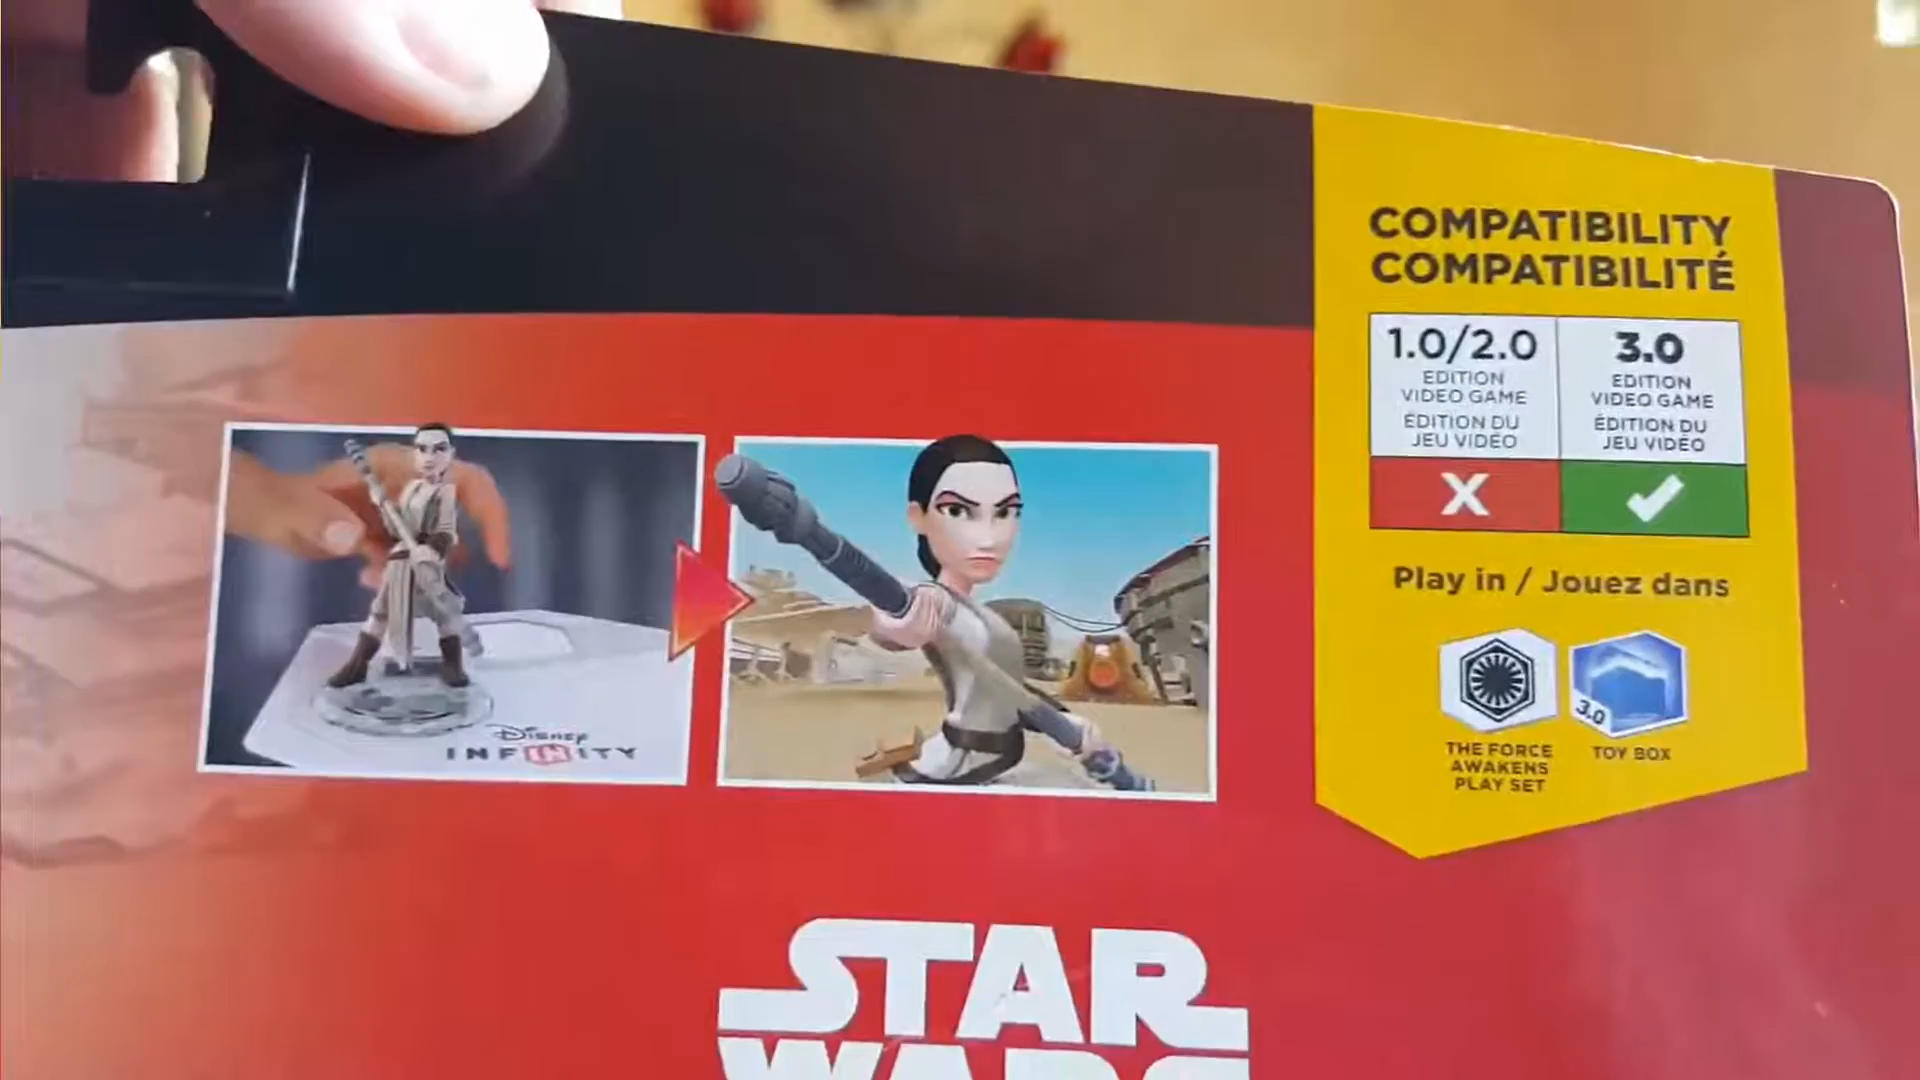 COMPATIBILITY
COMPATIBILITÉ
1.0/2.0
EDITION
VIDEO GAME
ÉDITION DU
JEU VIDÉO
X
3.0
EDITION
VIDEO GAME
ÉDITION DU
JEU VIDÉO
Play in / Jouez dans
3.0
THE FORCE
AWAKENS
PLAY SET
TOY BOX
Disney
INFINITY
STAR
WARS